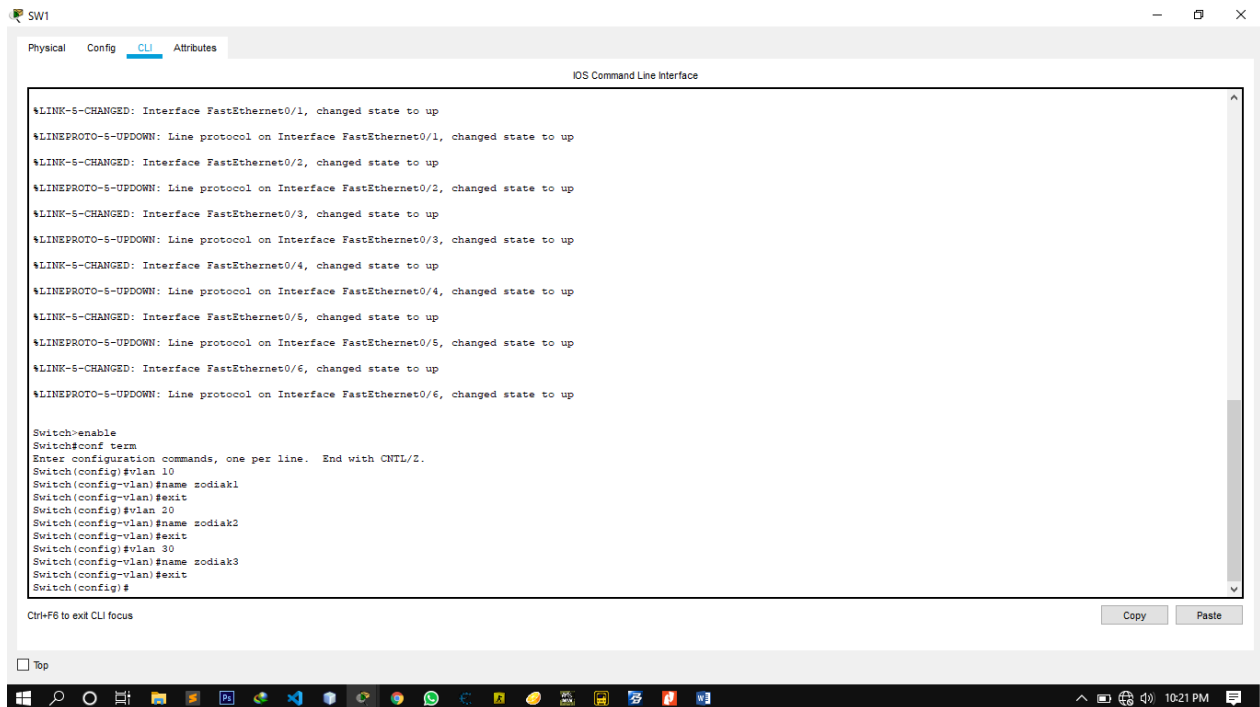 SW1
Physical Config CLI Attributes
IOS Command Line Interface
%LINK-5-CHANGED: Interface FastEthernet0/1, changed state to up
%LINEPROTO-5-UPDOWN: Line protocol on Interface FastEthernet0/1, changed state to up
%LINK-5-CHANGED: Interface FastEthernet0/2, changed state to up
%LINEPROTO-5-UPDOWN: Line protocol on Interface FastEthernet0/2, changed state to up
%LINK-5-CHANGED: Interface FastEthernet0/3, changed state to up
%LINEPROTO-5-UPDOWN: Line protocol on Interface FastEthernet0/3, changed state to up
%LINK-5-CHANGED: Interface FastEthernet0/4, changed state to up
%LINEPROTO-5-UPDOWN: Line protocol on Interface FastEthernet0/4, changed state to up
%LINK-5-CHANGED: Interface FastEthernet0/5, changed state to up
%LINEPROTO-5-UPDOWN: Line protocol on Interface FastEthernet0/5, changed state to up
%LINK-5-CHANGED: Interface FastEthernet0/6, changed state to up
%LINEPROTO-5-UPDOWN: Line protocol on Interface FastEthernet0/6, changed state to up
Switch>enable
Switch#conf term
Enter configuration commands, one per line. End with CNTL/Z.
Switch(config)#vlan 10
Switch(config-vlan)#name zodiak1
Switch(config-vlan)#exit
Switch(config)#vlan 20
Switch(config-vlan)#name zodiak2
Switch(config-vlan)#exit
Switch(config)#vlan 30
Switch(config-vlan)#name zodiak3
Switch(config-vlan)#exit
Switch(config)#
Ctrl+F6 to exit CLI focus
Copy Paste
Top
Ps
10:21 PM